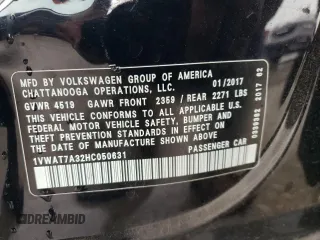 MFD. BY VOLKSWAGEN GROUP OF AMERICA
CHATTANOOGA OPERATIONS, LLC. 01/2017
GVWR 4519 GAWR FRONT 2359 / REAR 2271 LBS
THIS VEHICLE CONFORMS TO ALL APPLICABLE
FEDERAL MOTOR VEHICLE SAFETY, BUMPER, AND
THEFT PREVENTION STANDARDS IN EFFECT ON THE
DATE OF MANUFACTURE SHOWN ABOVE.
1VWAT7A32HC050631 PASSENGER CAR
2017 02
DREAMBID